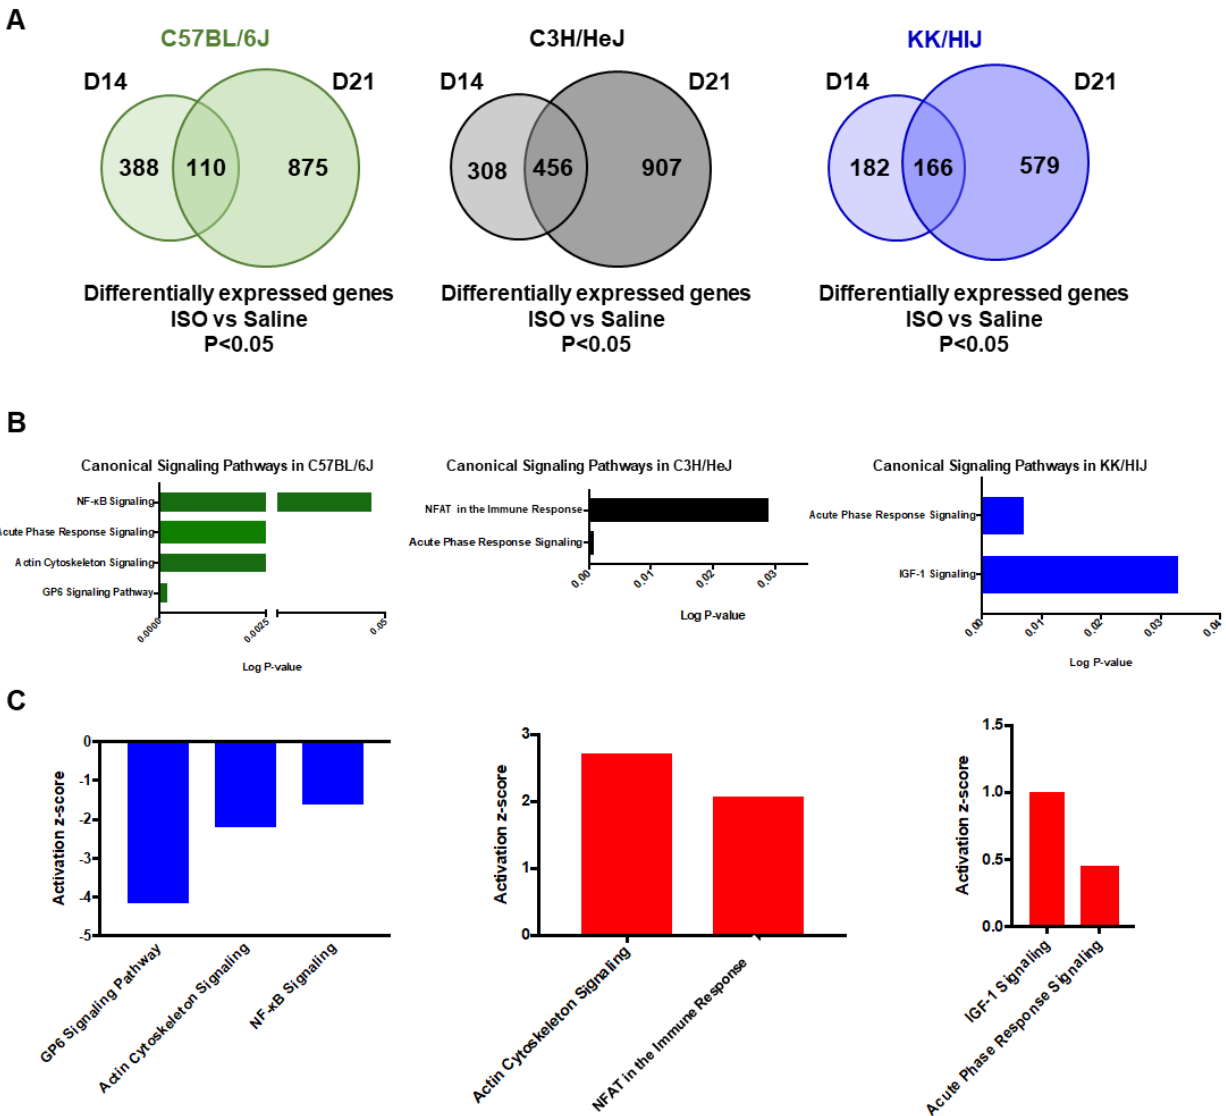 A
C57BL/6J
C3H/HeJ
KK/HIJ
D14
D21
D14
D21
D14
D21
388
110
875
308
456
907
182
166
579
Differentially expressed genes
ISO vs Saline
P<0.05
Differentially expressed genes
ISO vs Saline
P<0.05
Differentially expressed genes
ISO vs Saline
P<0.05
B
Canonical Signaling Pathways in C57BL/6J
NF-κB Signaling
Acute Phase Response Signaling
Actin Cytoskeleton Signaling
GP6 Signaling Pathway
0.0000
0.0025
0.05
Log P-value
Canonical Signaling Pathways in C3H/HeJ
NFAT in the Immune Response
Acute Phase Response Signaling
0.00
0.01
0.02
0.03
Log P-value
Canonical Signaling Pathways in KK/HIJ
Acute Phase Response Signaling
IGF-1 Signaling
0.00
0.01
0.02
0.03
0.04
Log P-value
C
Activation z-score
0
-1
-2
-3
-4
-5
GP6 Signaling Pathway
Actin Cytoskeleton Signaling
NF-κB Signaling
Activation z-score
3
2
1
0
Actin Cytoskeleton Signaling
NFAT in the Immune Response
Activation z-score
1.5
1.0
0.5
0.0
IGF-1 Signaling
Acute Phase Response Signaling